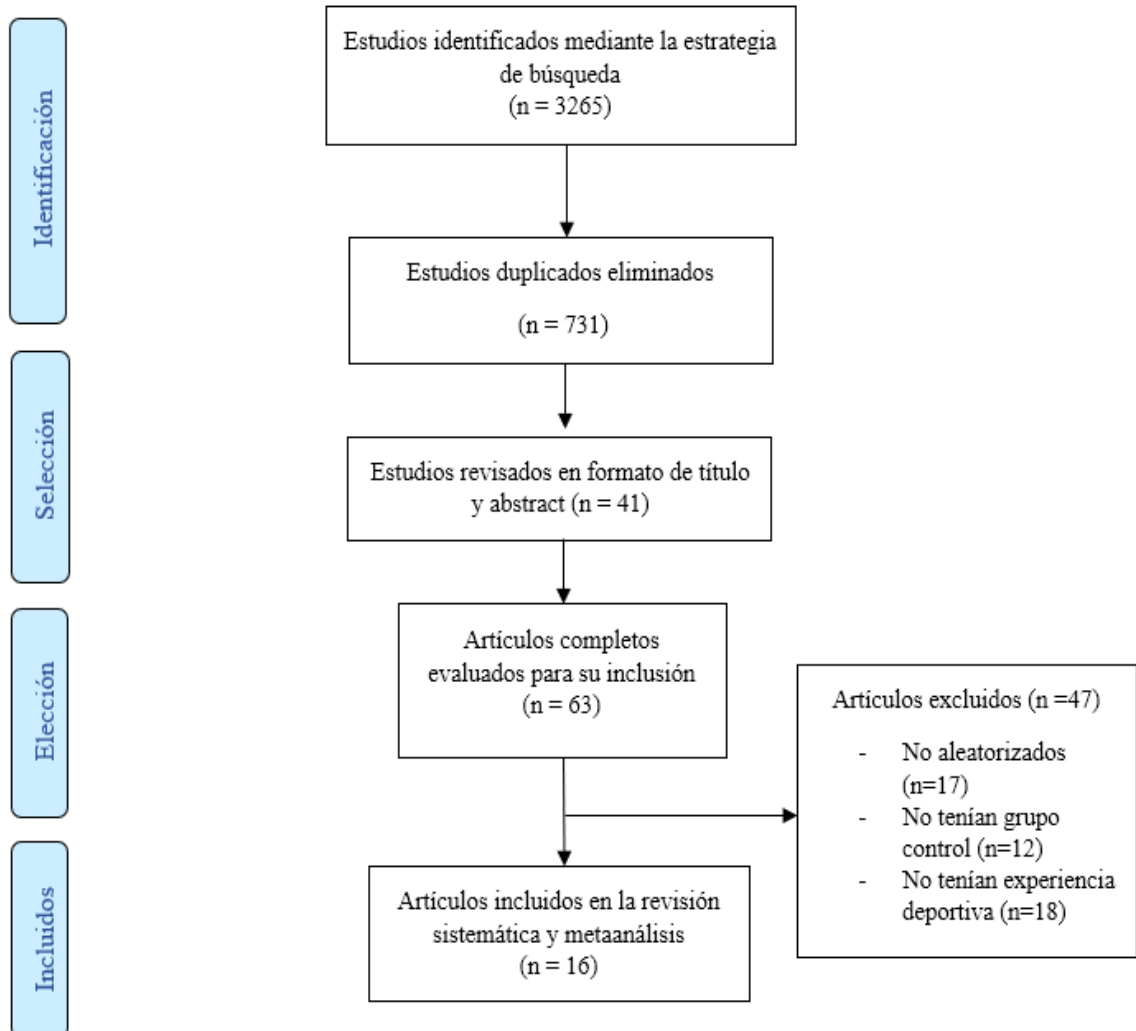 Identificación
Estudios identificados mediante la estrategia
de búsqueda
(n = 3265)
Estudios duplicados eliminados
(n = 731)
Selección
Estudios revisados en formato de título
y abstract (n = 41)
Elección
Artículos completos
evaluados para su inclusión
(n = 63)
Artículos excluidos (n =47)
- No aleatorizados
(n=17)
- No tenían grupo
control (n=12)
- No tenían experiencia
deportiva (n=18)
Incluidos
Artículos incluidos en la revisión
sistemática y metaanálisis
(n = 16)